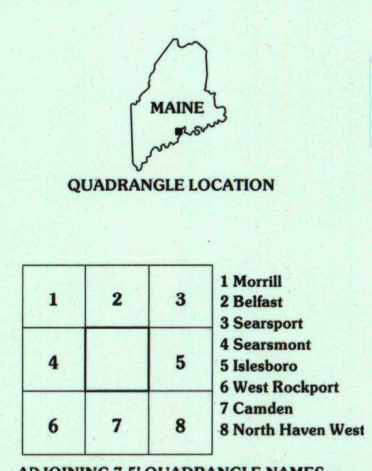 MAINE
QUADRANGLE LOCATION
1 2 3
4 5
6 7 8
1 Morrill
2 Belfast
3 Searsport
4 Searsmont
5 Islesboro
6 West Rockport
7 Camden
8 North Haven West
ADJOINING 7.5' QUADRANGLE NAMES